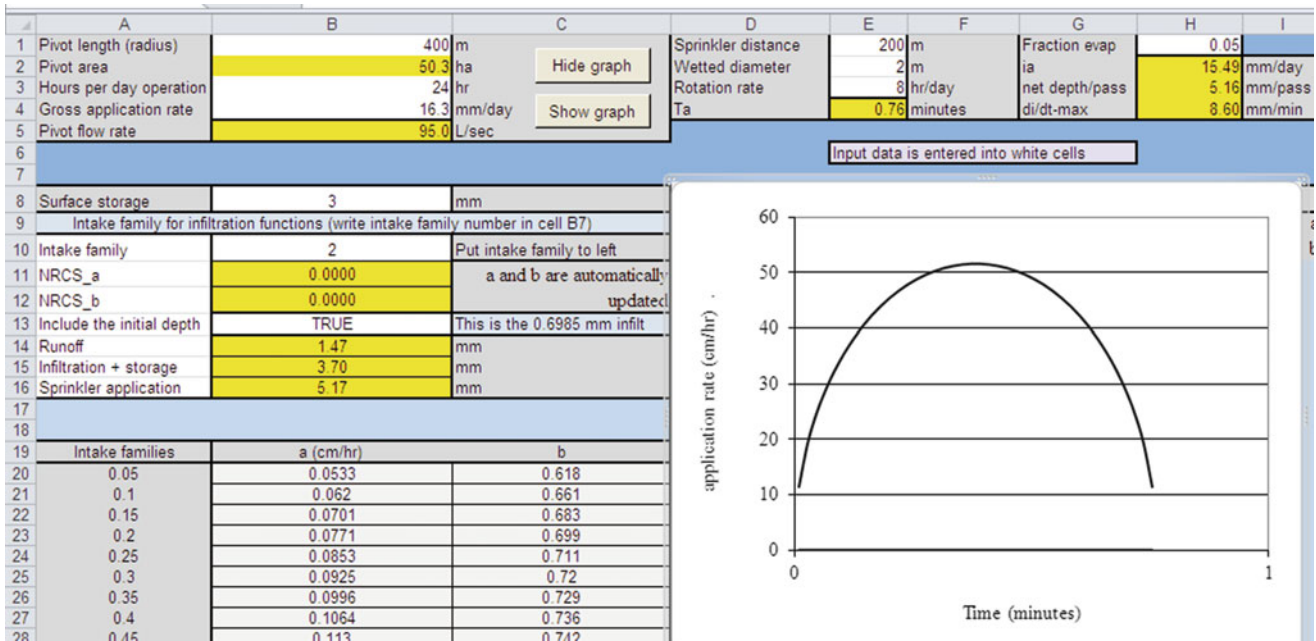 A B C D E F G H I
1 Pivot length (radius) 400 m Sprinkler distance 200 m Fraction evap 0.05
2 Pivot area 50.3 ha Hide graph Wetted diameter 2 m ia 15.49 mm/day
3 Hours per day operation 24 hr Rotation rate 8 hr/day net depth/pass 5.16 mm/pass
4 Gross application rate 16.3 mm/day Show graph Ta 0.76 minutes di/dt-max 8.60 mm/min
5 Pivot flow rate 95.0 L/sec
6 Input data is entered into white cells
7
8 Surface storage 3 mm
9 Intake family for infiltration functions (write intake family number in cell B7)
10 Intake family 2 Put intake family to left
11 NRCS_a 0.0000 a and b are automatically
12 NRCS_b 0.0000 updated
13 Include the initial depth TRUE This is the 0.6985 mm infilt
14 Runoff 1.47 mm
15 Infiltration + storage 3.70 mm
16 Sprinkler application 5.17 mm
17
18
19 Intake families a (cm/hr) b
20 0.05 0.0533 0.618
21 0.1 0.062 0.661
22 0.15 0.0701 0.683
23 0.2 0.0771 0.699
24 0.25 0.0853 0.711
25 0.3 0.0925 0.72
26 0.35 0.0996 0.729
27 0.4 0.1064 0.736
28 0.45 0.113 0.742
application rate (cm/hr) .
60
50
40
30
20
10
0
0 1
Time (minutes)